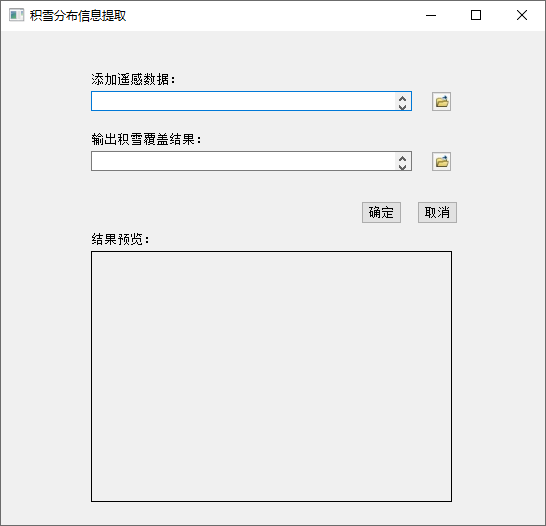 积雪分布信息提取
添加遥感数据：
输出积雪覆盖结果：
确定 取消
结果预览：